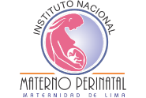 INSTITUTO NACIONAL
MATERNO PERINATAL
MATERNIDAD DE LIMA